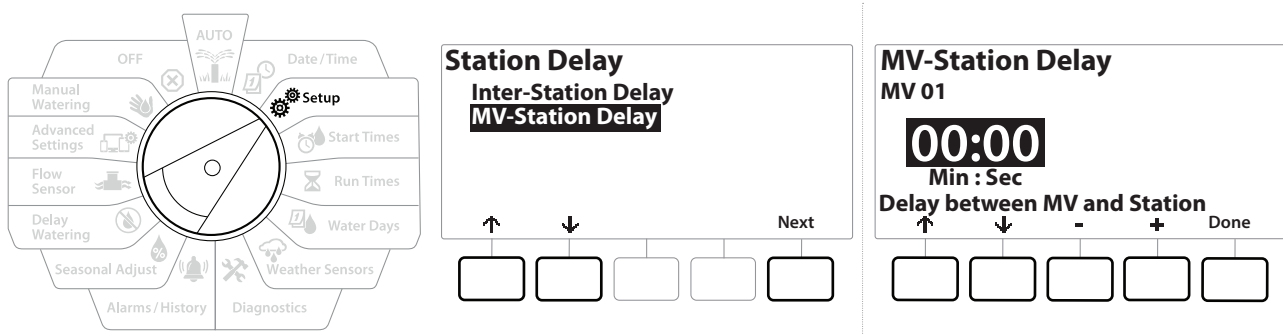 AUTO
OFF
Date / Time
Manual
Watering
Setup
Advanced
Settings
Start Times
Flow
Sensor
Run Times
Delay
Watering
Water Days
Seasonal Adjust
Weather Sensors
Alarms / History
Diagnostics
Station Delay
Inter-Station Delay
MV-Station Delay
Next
MV-Station Delay
MV 01
00:00
Min : Sec
Delay between MV and Station
- + Done